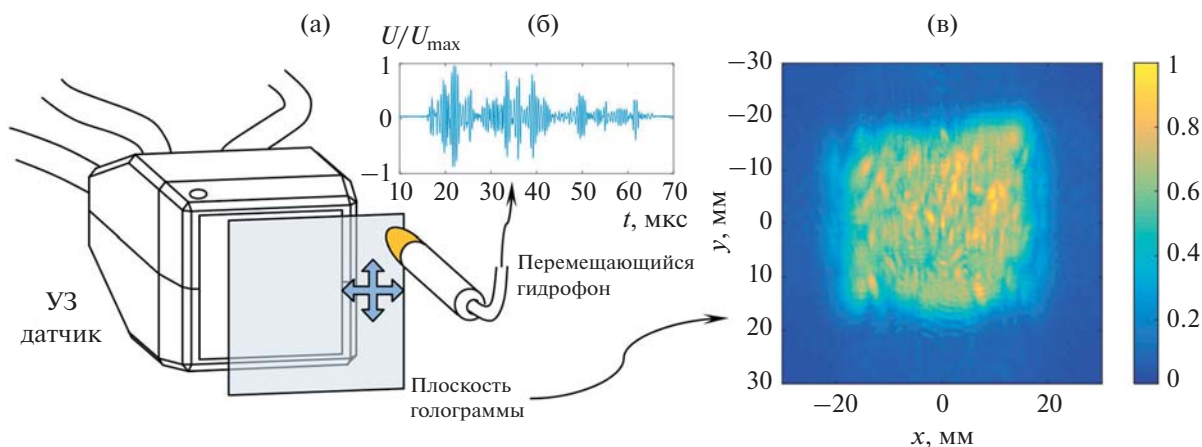 (а)
(б)
(в)
U/Umax
1
0
−1
10 20 30 40 50 60 70
t, мкс
УЗ
датчик
Перемещающийся
гидрофон
Плоскость
голограммы
−30
−20
−10
0
10
20
30
y, мм
−20 0 20
x, мм
1
0.8
0.6
0.4
0.2
0